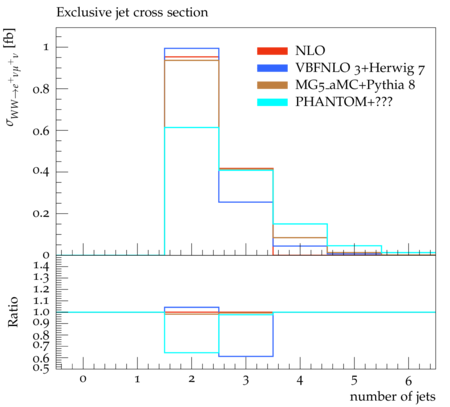 Exclusive jet cross section
σWW→e+νμ+ν [fb]
NLO
VBFNLO 3+Herwig 7
MG5_aMC+Pythia 8
PHANTOM+???
1
0.8
0.6
0.4
0.2
0
1.4
1.3
1.2
1.1
1.0
0.9
0.8
0.7
0.6
0.5
Ratio
0 1 2 3 4 5 6
number of jets